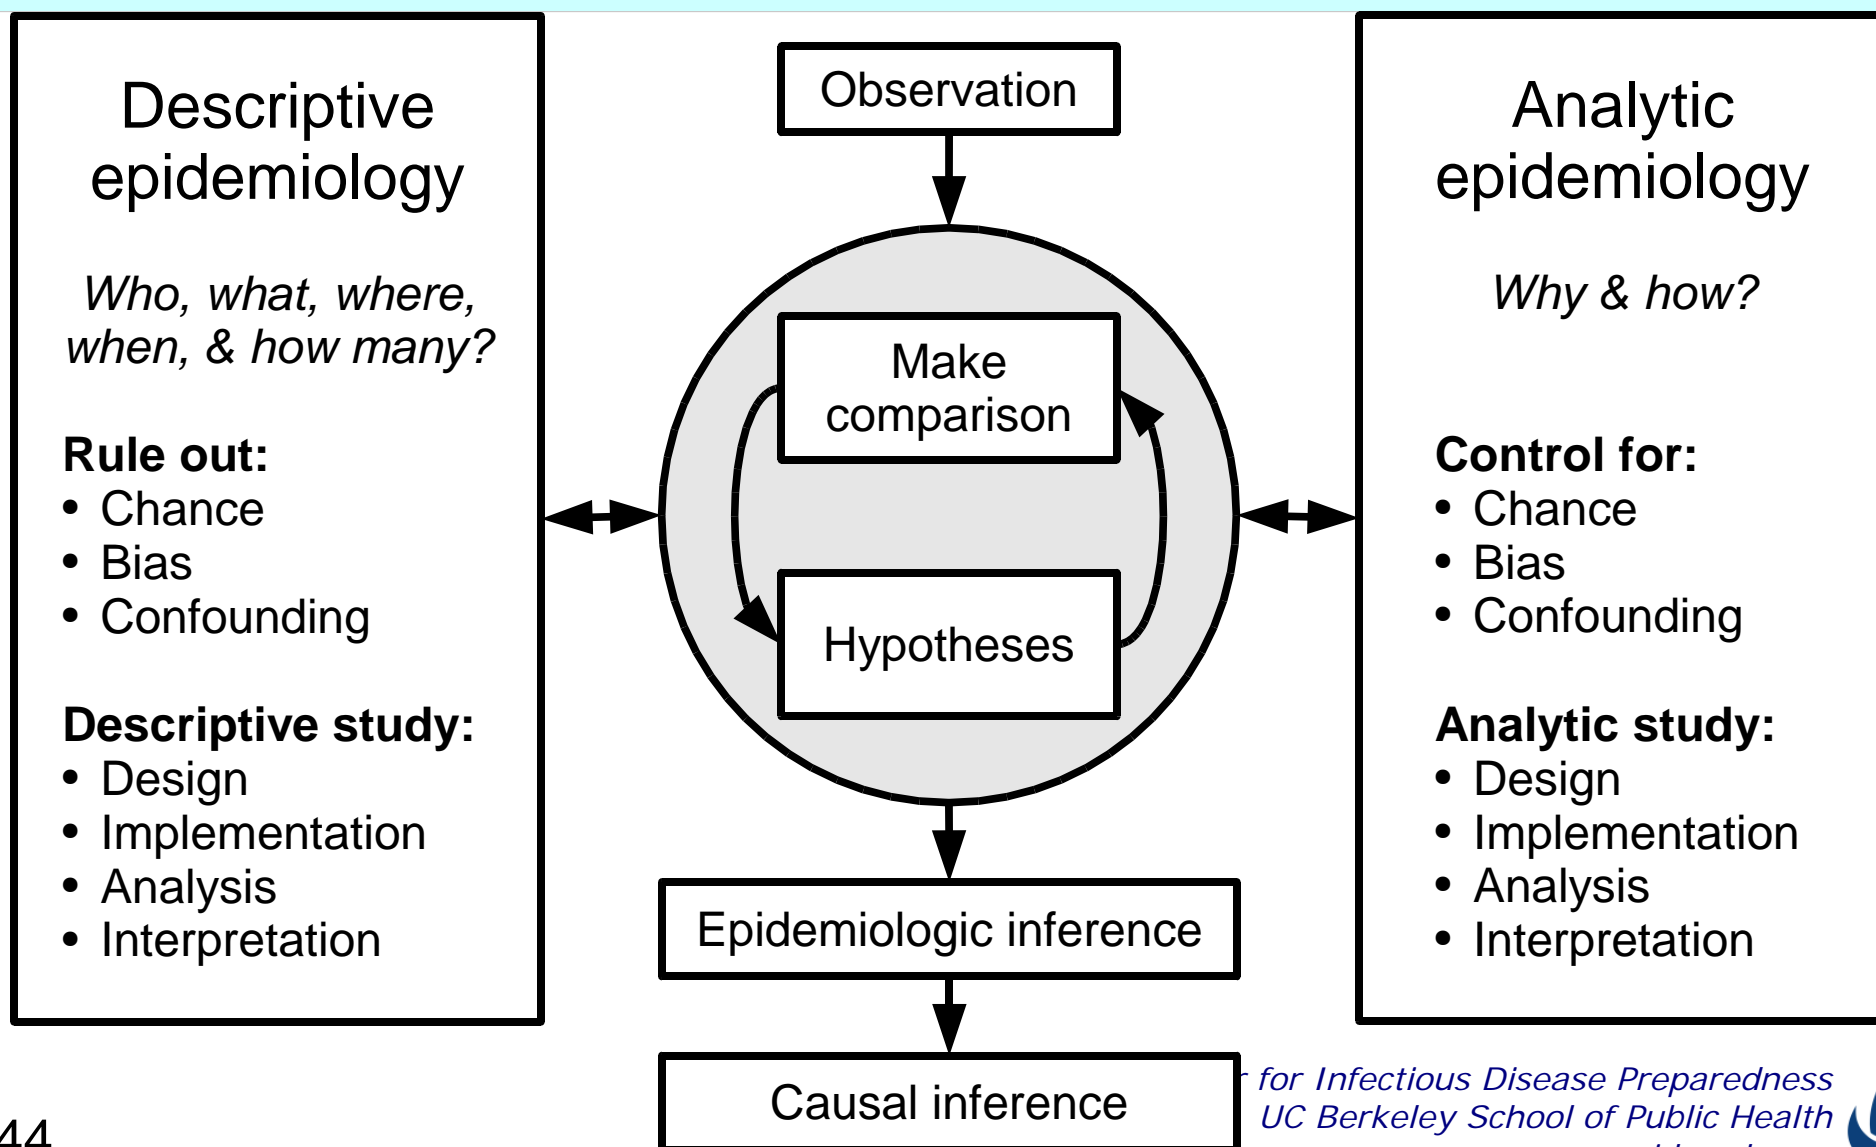 Descriptive
epidemiology
Who, what, where,
when, & how many?
Rule out:
• Chance
• Bias
• Confounding
Descriptive study:
• Design
• Implementation
• Analysis
• Interpretation
Observation
Make
comparison
Hypotheses
Epidemiologic inference
Causal inference
Analytic
epidemiology
Why & how?
Control for:
• Chance
• Bias
• Confounding
Analytic study:
• Design
• Implementation
• Analysis
• Interpretation
for Infectious Disease Preparedness
UC Berkeley School of Public Health
44